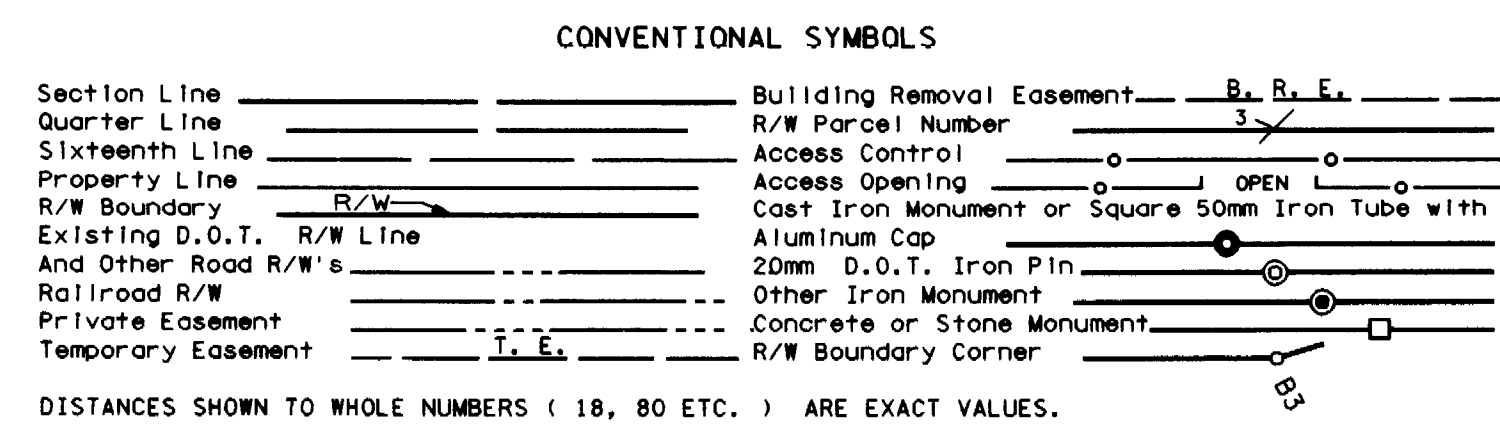 CONVENTIONAL SYMBOLS
Section Line
Quarter Line
Sixteenth Line
Property Line
R/W Boundary R/W
Existing D.O.T. R/W Line
And Other Road R/W's
Railroad R/W
Private Easement
Temporary Easement T. E.
Building Removal Easement B. R. E.
R/W Parcel Number 3
Access Control
Access Opening OPEN
Cast Iron Monument or Square 50mm Iron Tube with
Aluminum Cap
20mm D.O.T. Iron Pin
Other Iron Monument
Concrete or Stone Monument
R/W Boundary Corner
B3
DISTANCES SHOWN TO WHOLE NUMBERS ( 18, 80 ETC. ) ARE EXACT VALUES.